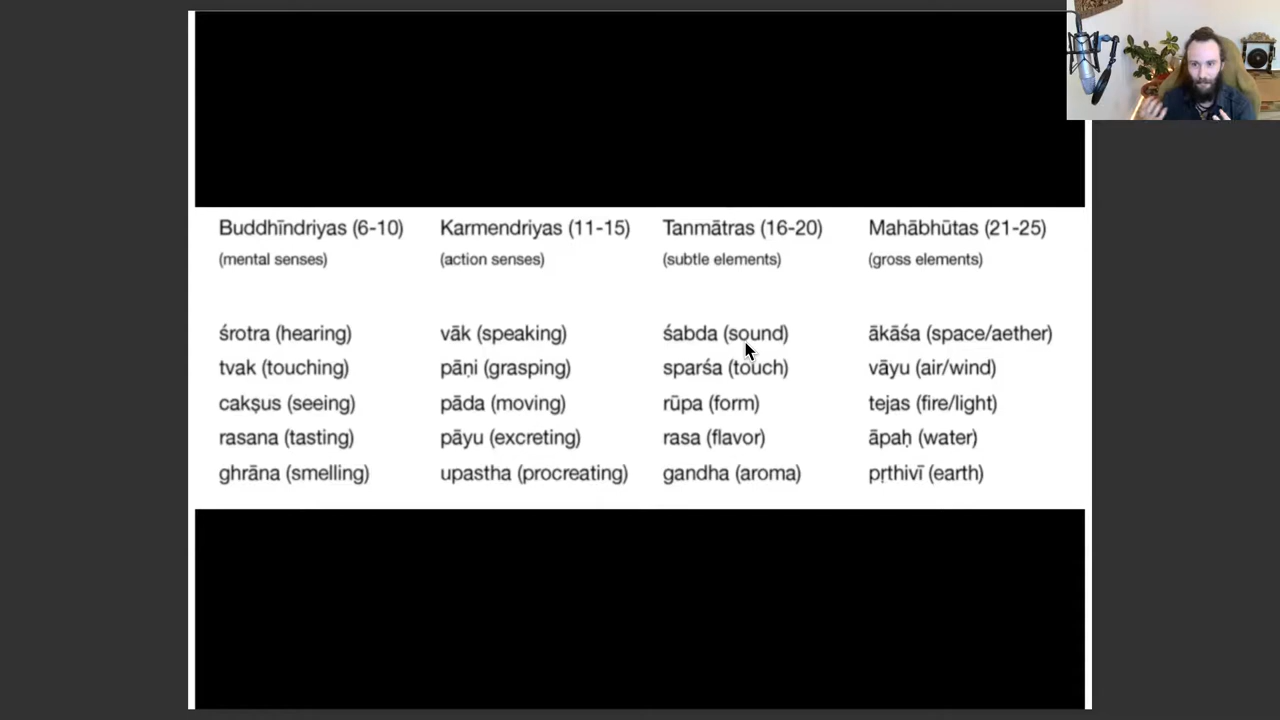 Buddhīndriyas (6-10) Karmendriyas (11-15) Tanmātras (16-20) Mahābhūtas (21-25)
(mental senses) (action senses) (subtle elements) (gross elements)
śrotra (hearing) vāk (speaking) śabda (sound) ākāśa (space/aether)
tvak (touching) pāṇi (grasping) sparśa (touch) vāyu (air/wind)
cakṣus (seeing) pāda (moving) rūpa (form) tejas (fire/light)
rasana (tasting) pāyu (excreting) rasa (flavor) āpaḥ (water)
ghrāna (smelling) upastha (procreating) gandha (aroma) pṛthivī (earth)